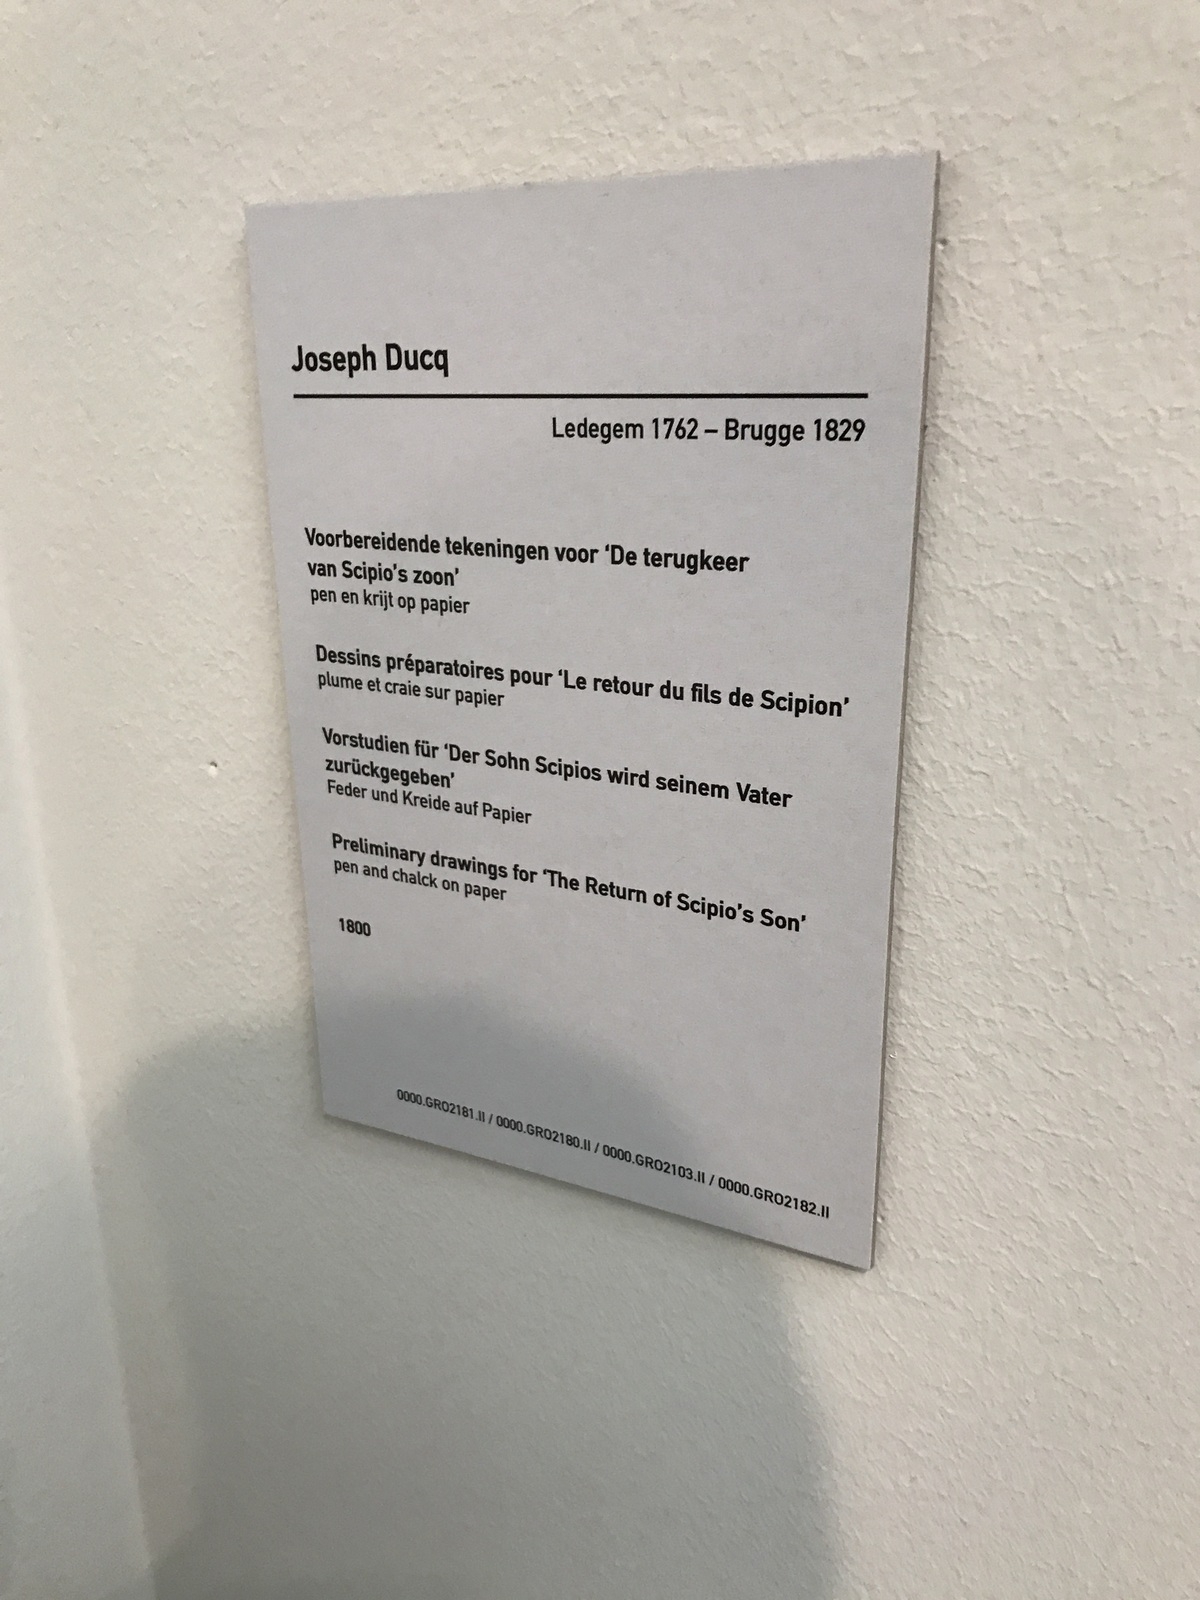 Joseph Ducq
Ledegem 1762 – Brugge 1829
Voorbereidende tekeningen voor ‘De terugkeer
van Scipio’s zoon’
pen en krijt op papier
Dessins préparatoires pour ‘Le retour du fils de Scipion’
plume et craie sur papier
Vorstudien für ‘Der Sohn Scipios wird seinem Vater
zurückgegeben’
Feder und Kreide auf Papier
Preliminary drawings for ‘The Return of Scipio’s Son’
pen and chalck on paper
1800
0000.GRO2181.II / 0000.GRO2180.II / 0000.GRO2103.II / 0000.GRO2182.II